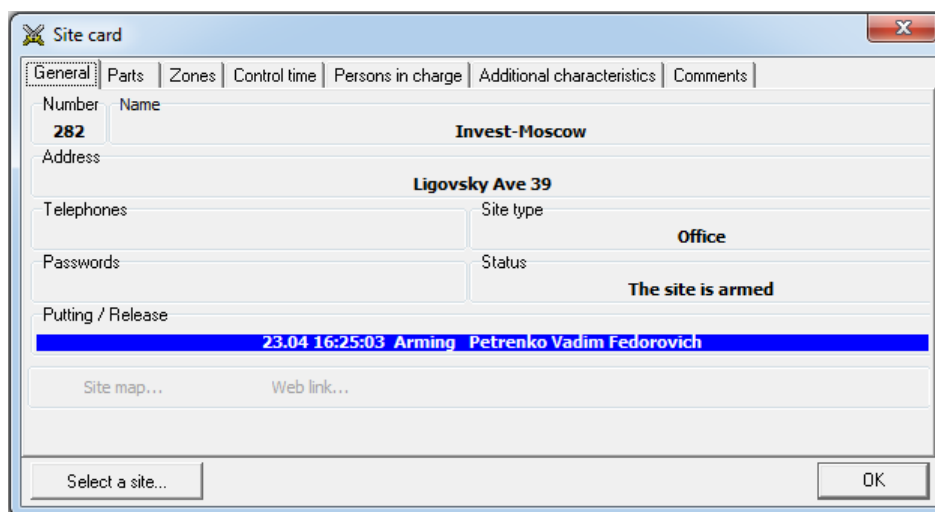 Site card
General Parts Zones Control time Persons in charge Additional characteristics Comments
Number Name
282 Invest-Moscow
Address
Ligovsky Ave 39
Telephones Site type
Office
Passwords Status
The site is armed
Putting / Release
23.04 16:25:03 Arming Petrenko Vadim Fedorovich
Site map... Web link...
Select a site... OK